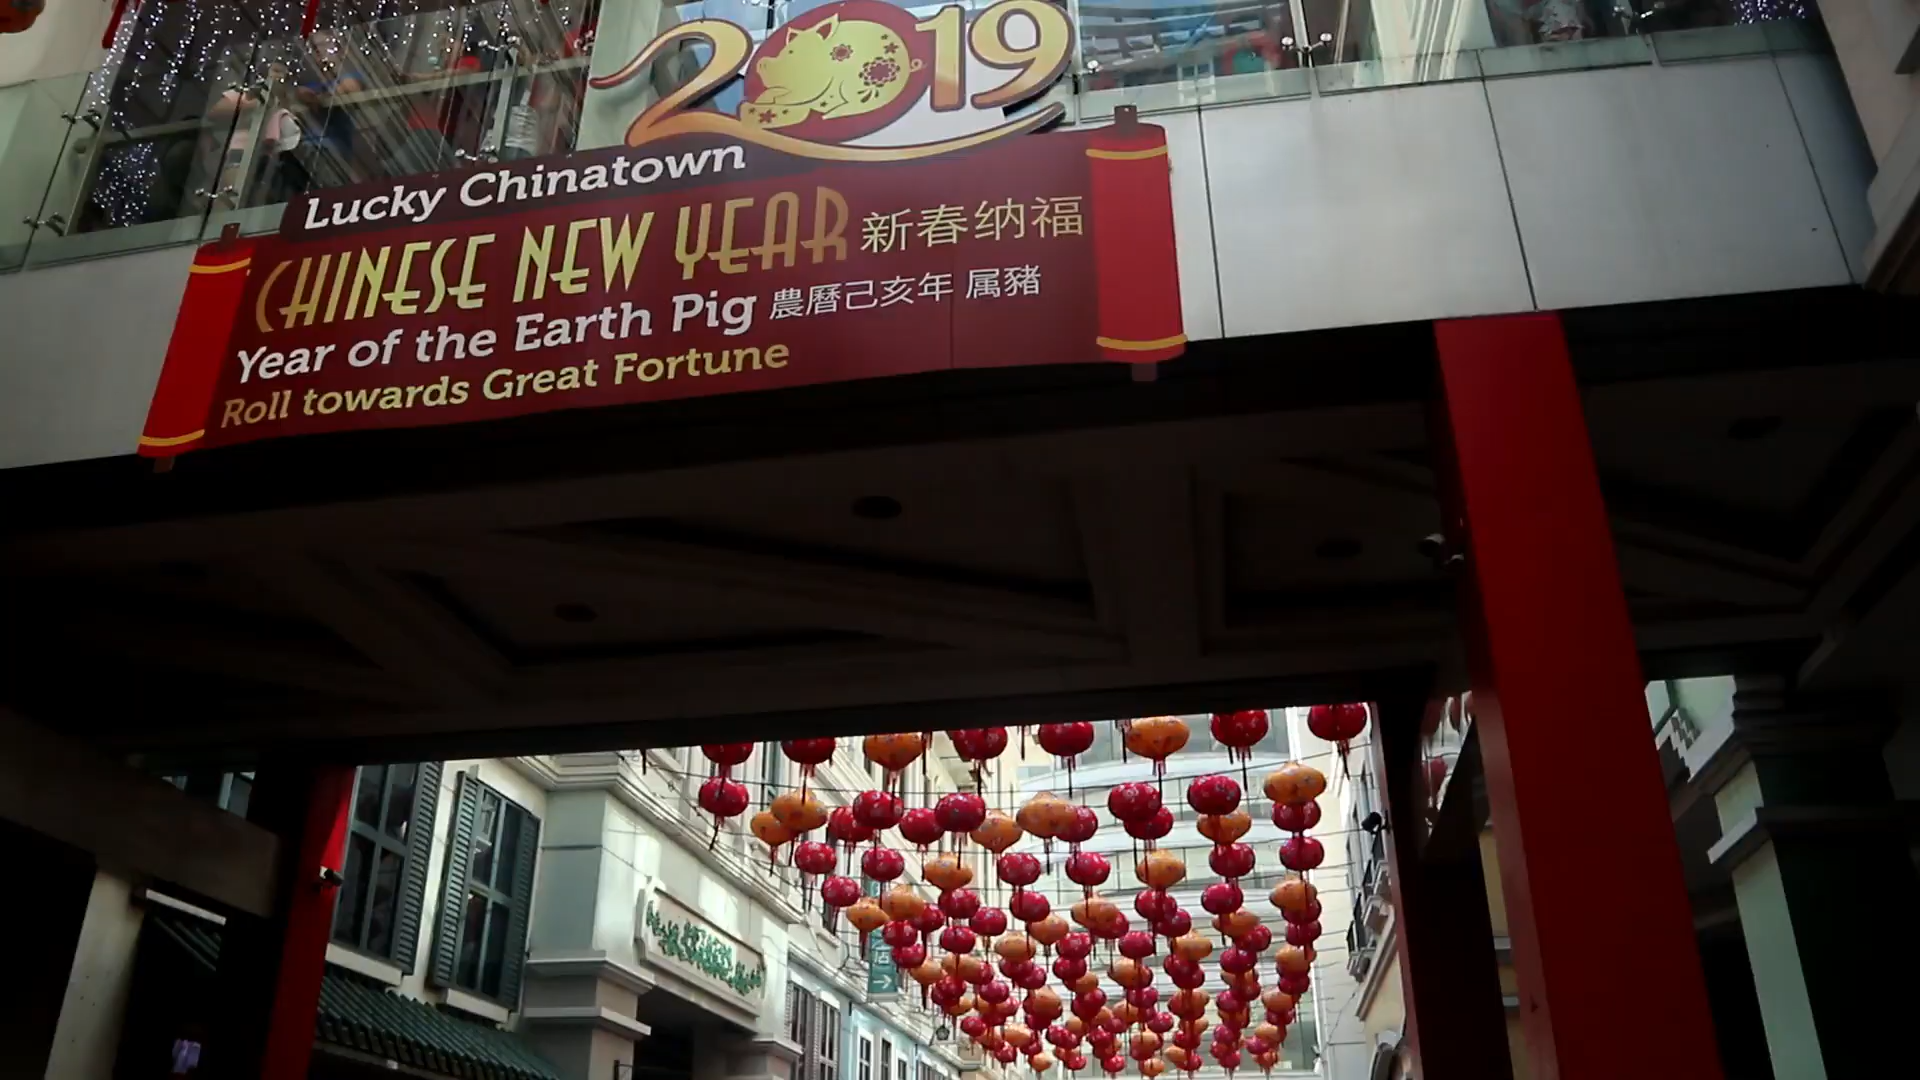 2019
Lucky Chinatown
CHINESE NEW YEAR 新春纳福
Year of the Earth Pig 農曆己亥年 属豬
Roll towards Great Fortune